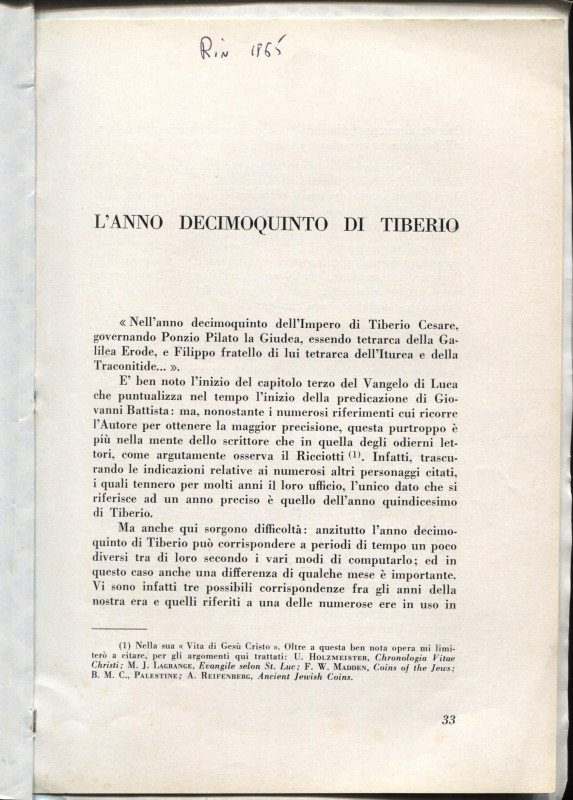 Rin 1965
L'ANNO DECIMOQUINTO DI TIBERIO
« Nell'anno decimoquinto dell'Impero di Tiberio Cesare,
governando Ponzio Pilato la Giudea, essendo tetrarca della Ga-
lilea Erode, e Filippo fratello di lui tetrarca dell'Iturea e della
Traconitide... ».
E' ben noto l'inizio del capitolo terzo del Vangelo di Luca
che puntualizza nel tempo l'inizio della predicazione di Gio-
vanni Battista: ma, nonostante i numerosi riferimenti cui ricorre
l'Autore per ottenere la maggior precisione, questa purtroppo è
più nella mente dello scrittore che in quella degli odierni let-
tori, come argutamente osserva il Ricciotti (1). Infatti, trascu-
rando le indicazioni relative ai numerosi altri personaggi citati,
i quali tennero per molti anni il loro ufficio, l'unico dato che si
riferisce ad un anno preciso è quello dell'anno quindicesimo
di Tiberio.
Ma anche qui sorgono difficoltà: anzitutto l'anno decimo-
quinto di Tiberio può corrispondere a periodi di tempo un poco
diversi tra di loro secondo i vari modi di computarlo; ed in
questo caso anche una differenza di qualche mese è importante.
Vi sono infatti tre possibili corrispondenze fra gli anni della
nostra era e quelli riferiti a una delle numerose ere in uso in
(1) Nella sua « Vita di Gesù Cristo ». Oltre a questa ben nota opera mi limi-
terò a citare, per gli argomenti qui trattati: U. HOLZMEISTER, Chronologia Vitae
Christi; M. J. LAGRANGE, Evangile selon St. Luc; F. W. MADDEN, Coins of the Jews;
B. M. C., PALESTINE; A. REIFENBERG, Ancient Jewish Coins.
33